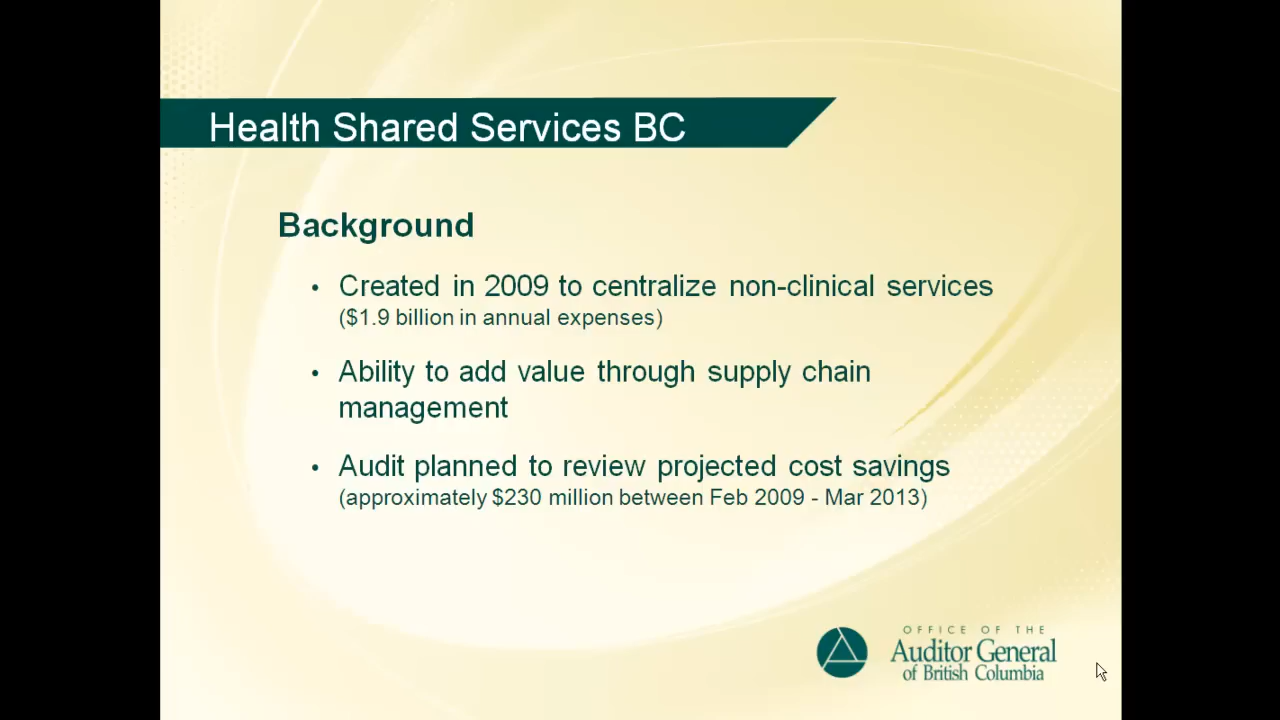 Health Shared Services BC
Background
• Created in 2009 to centralize non-clinical services
($1.9 billion in annual expenses)
• Ability to add value through supply chain
management
• Audit planned to review projected cost savings
(approximately $230 million between Feb 2009 - Mar 2013)
OFFICE OF THE
Auditor General
of British Columbia